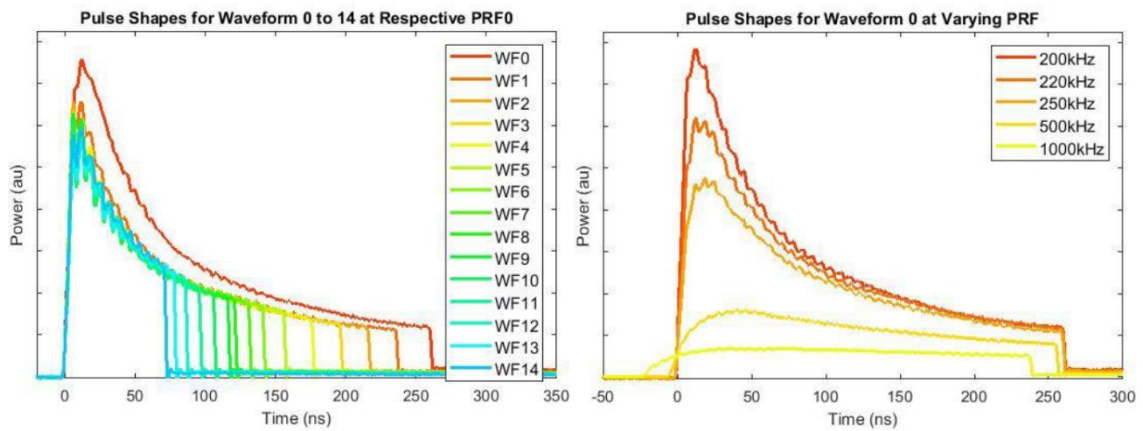 Pulse Shapes for Waveform 0 to 14 at Respective PRF0
Power (au)
WF0
WF1
WF2
WF3
WF4
WF5
WF6
WF7
WF8
WF9
WF10
WF11
WF12
WF13
WF14
0 50 100 150 200 250 300 350
Time (ns)
Pulse Shapes for Waveform 0 at Varying PRF
Power (au)
200kHz
220kHz
250kHz
500kHz
1000kHz
-50 0 50 100 150 200 250 300
Time (ns)